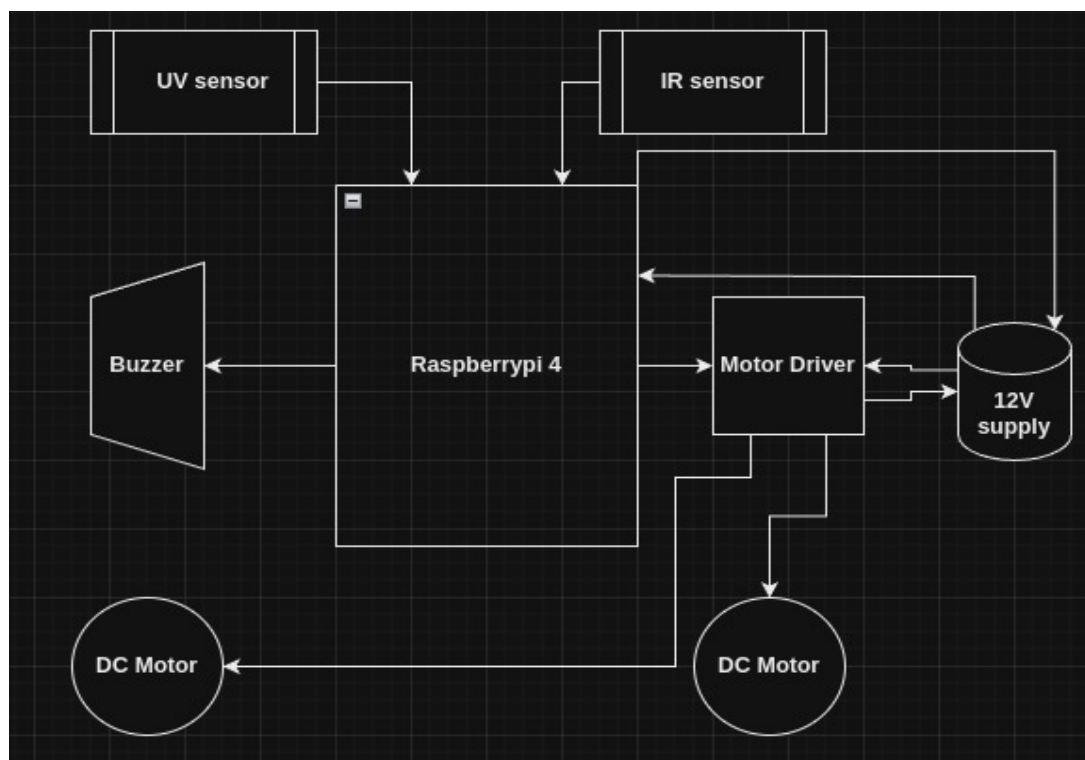 UV sensor
IR sensor
Buzzer
Raspberrypi 4
Motor Driver
12V
supply
DC Motor
DC Motor